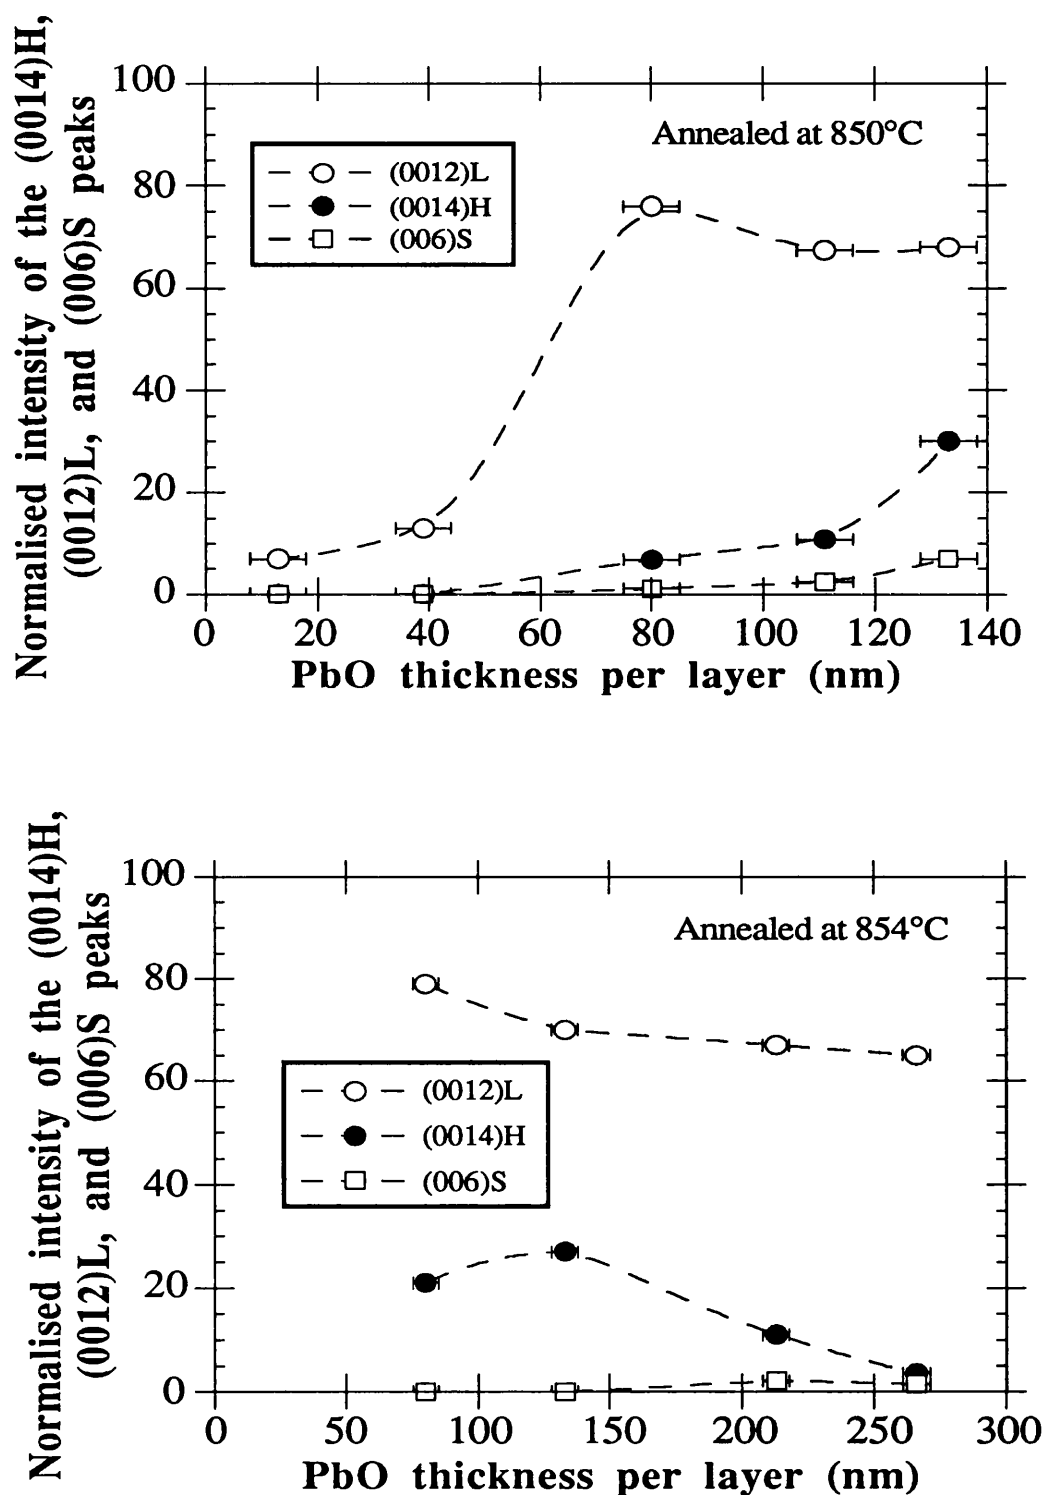 Normalised intensity of the (0014)H,
(0012)L, and (006)S peaks
100
80
60
40
20
0
Annealed at 850°C
(0012)L
(0014)H
(006)S
0 20 40 60 80 100 120 140
PbO thickness per layer (nm)
Normalised intensity of the (0014)H,
(0012)L, and (006)S peaks
100
80
60
40
20
0
Annealed at 854°C
(0012)L
(0014)H
(006)S
0 50 100 150 200 250 300
PbO thickness per layer (nm)